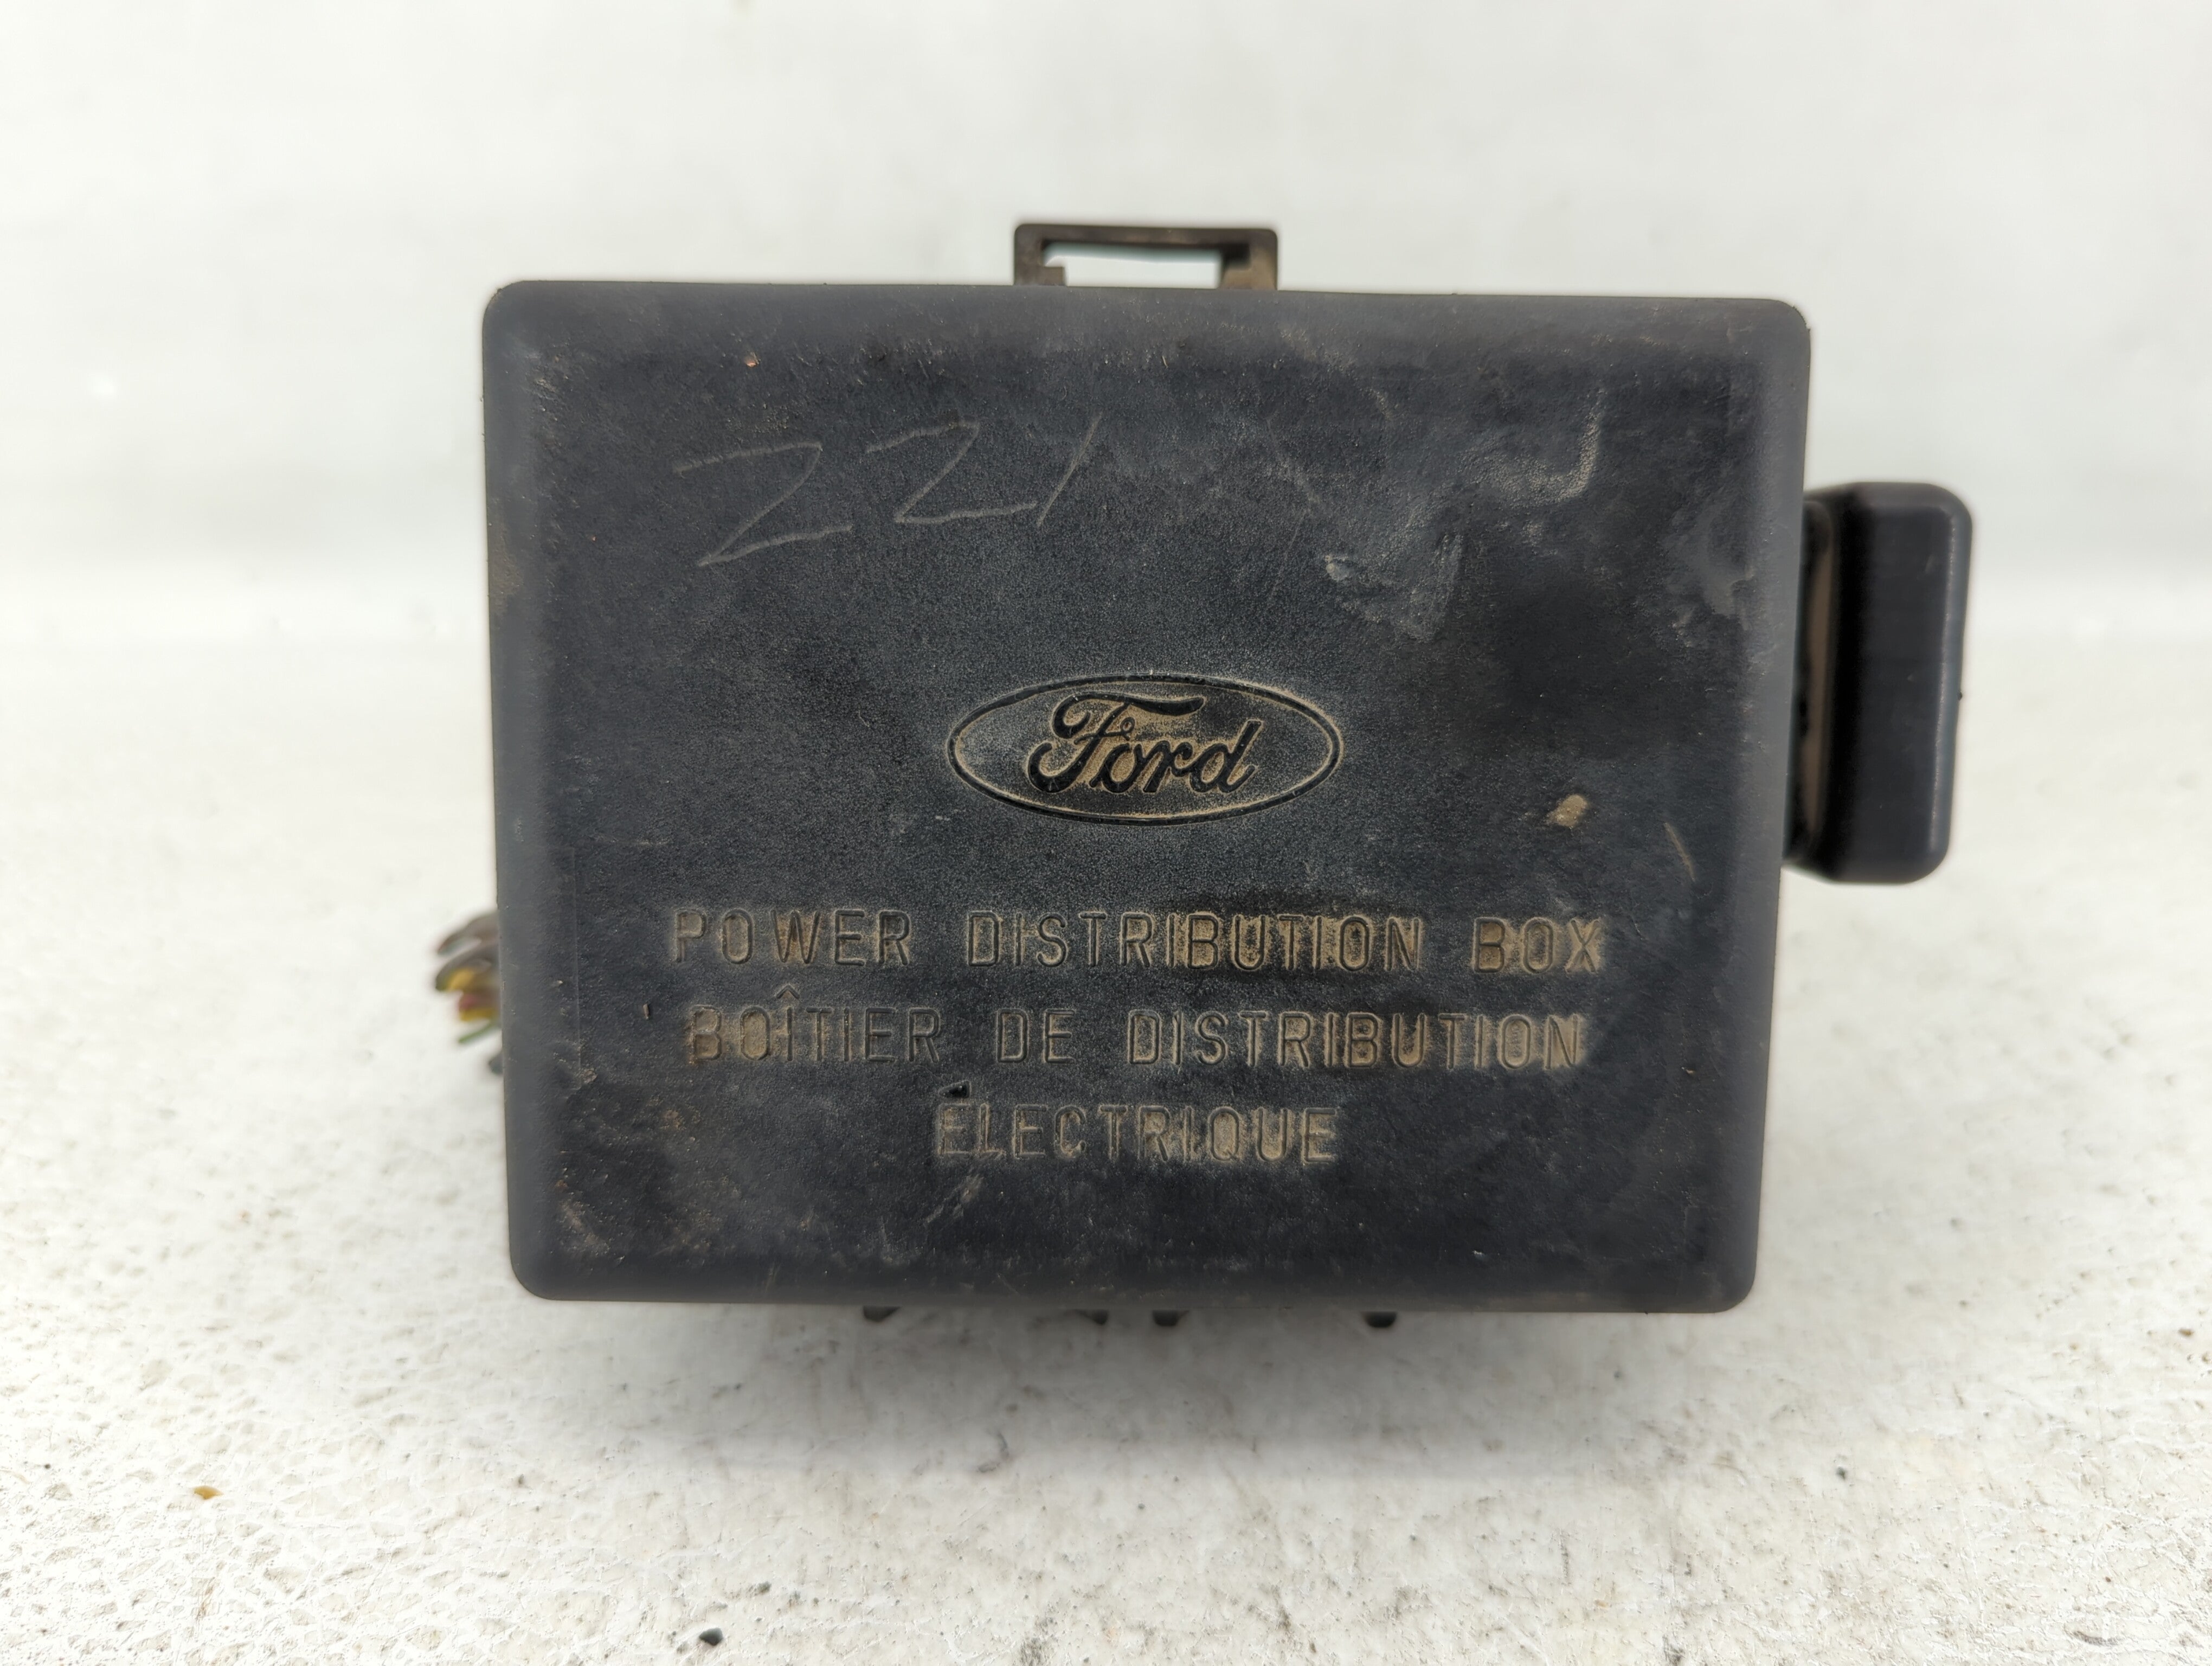 221
Ford
POWER DISTRIBUTION BOX
BOÎTIER DE DISTRIBUTION
ÉLECTRIQUE